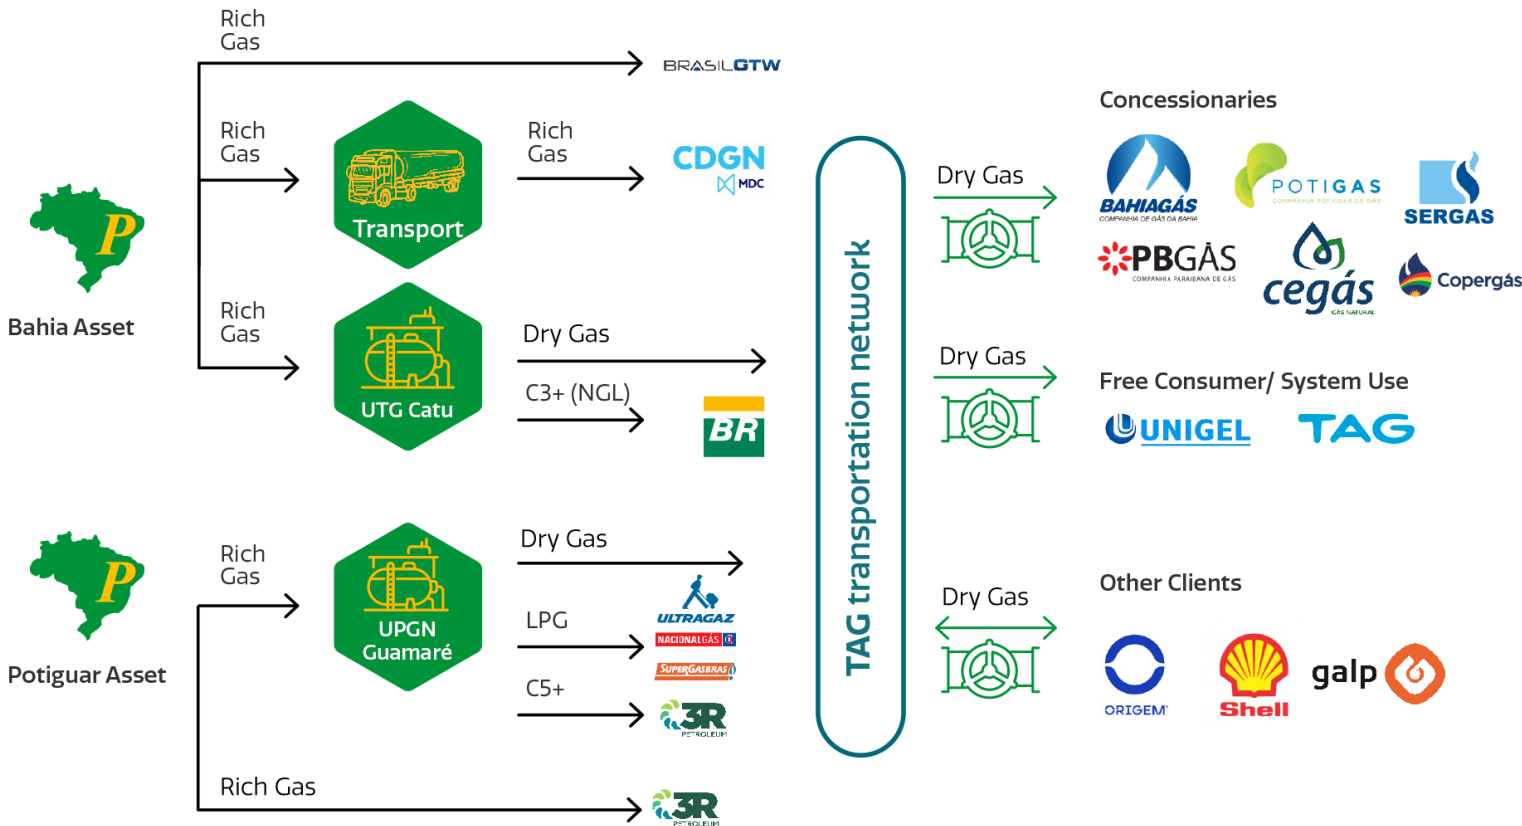 Rich
Gas
BRASILGTW
Rich
Gas
Transport
Rich
Gas
CDGN
MDC
P
Bahia Asset
Rich
Gas
UTG Catu
Dry Gas
C3+ (NGL)
BR
P
Potiguar Asset
Rich
Gas
UPGN
Guamaré
Dry Gas
ULTRAGAZ
LPG
NACIONALGÁS
SUPERGASBRAS
C5+
3R
PETROLEUM
Rich Gas
3R
PETROLEUM
TAG transportation network
Dry Gas
Concessionaries
BAHIAGÁS
COMPANHIA DE GÁS DA BAHIA
POTIGAS
COMPANHIA POTIGUAR DE GÁS
SERGAS
PBGÁS
COMPANHIA PARAIBANA DE GÁS
cegás
GÁS NATURAL
Copergás
Dry Gas
Free Consumer/ System Use
UNIGEL
TAG
Dry Gas
Other Clients
ORIGEM
Shell
galp